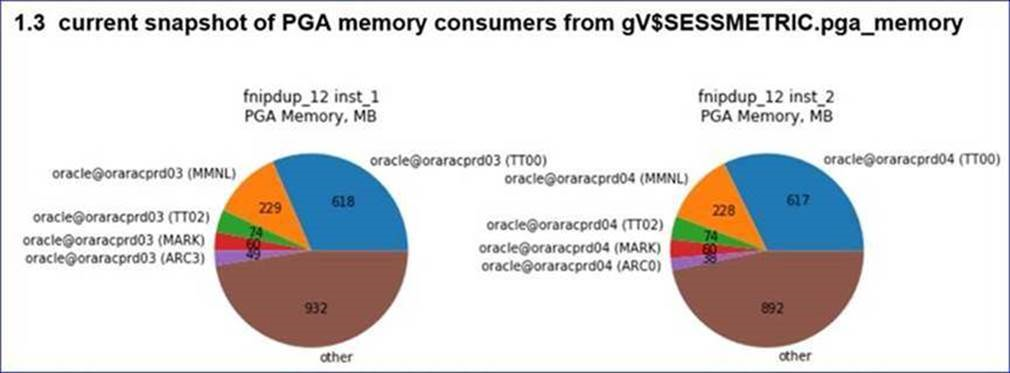 1.3 current snapshot of PGA memory consumers from gV$SESSMETRIC.pga_memory
fnipdup_12 inst_1
PGA Memory, MB
oracle@oraracprd03 (TT00)
oracle@oraracprd03 (MMNL)
618
229
oracle@oraracprd03 (TT02)
74
oracle@oraracprd03 (MARK)
60
oracle@oraracprd03 (ARC3)
49
932
other
fnipdup_12 inst_2
PGA Memory, MB
oracle@oraracprd04 (TT00)
oracle@oraracprd04 (MMNL)
617
228
oracle@oraracprd04 (TT02)
74
oracle@oraracprd04 (MARK)
60
oracle@oraracprd04 (ARC0)
38
892
other